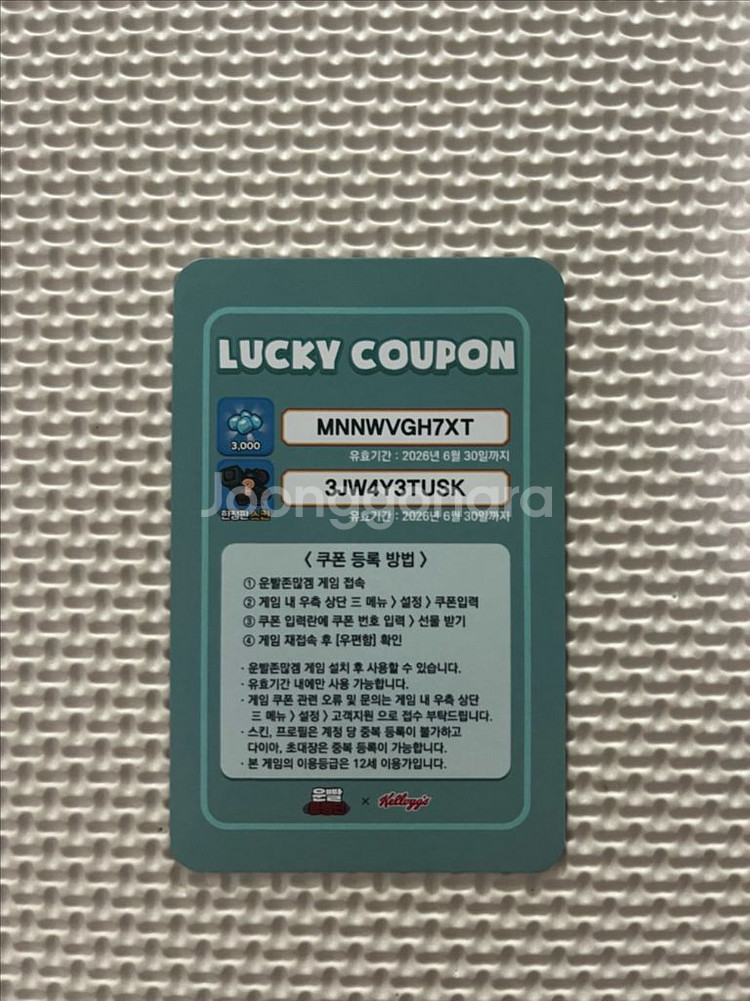 LUCKY COUPON
3,000
MNNWVGH7XT
유효기간 : 2026년 6월 30일까지
3JW4Y3TUSK
Joonggonara
한정판스킨
유효기간 : 2026년 6월 30일까지
〈 쿠폰 등록 방법 〉
① 운빨존많겜 게임 접속
② 게임 내 우측 상단 三 메뉴 〉 설정 〉 쿠폰입력
③ 쿠폰 입력란에 쿠폰 번호 입력 〉 선물 받기
④ 게임 재접속 후 [우편함] 확인
· 운빨존많겜 게임 설치 후 사용할 수 있습니다.
· 유효기간 내에만 사용 가능합니다.
· 게임 쿠폰 관련 오류 및 문의는 게임 내 우측 상단
三 메뉴 〉 설정 〉 고객지원 으로 접수 부탁드립니다.
· 스킨, 프로필은 계정 당 중복 등록이 불가하고
다이아, 초대장은 중복 등록이 가능합니다.
· 본 게임의 이용등급은 12세 이용가입니다.
운빨 × Kellogg's